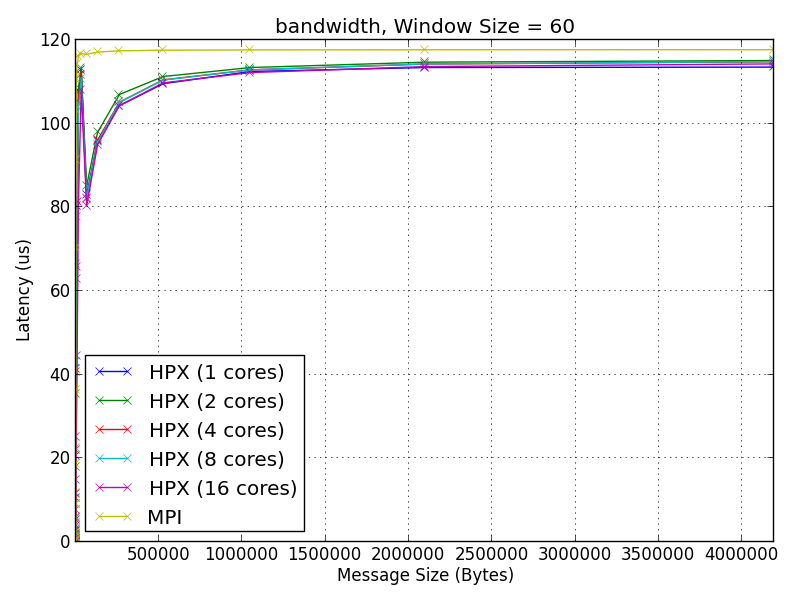 bandwidth, Window Size = 60
120
100
80
60
40
20
0
Latency (us)
HPX (1 cores)
HPX (2 cores)
HPX (4 cores)
HPX (8 cores)
HPX (16 cores)
MPI
500000 1000000 1500000 2000000 2500000 3000000 3500000 4000000
Message Size (Bytes)